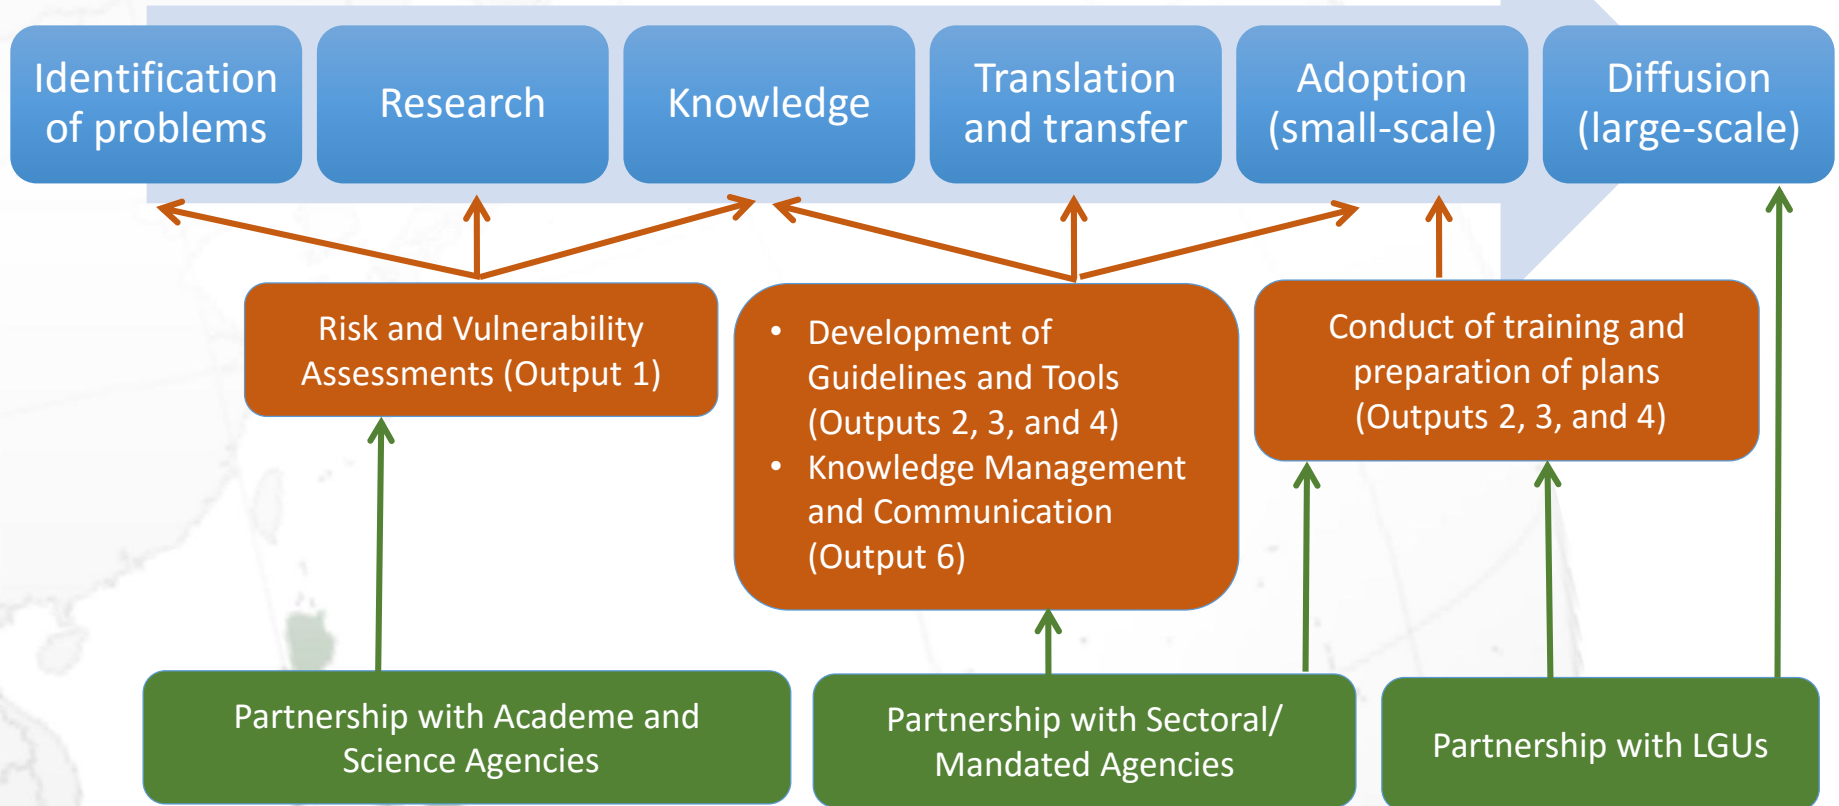 Identification
of problems
Research
Knowledge
Translation
and transfer
Adoption
(small-scale)
Diffusion
(large-scale)
Risk and Vulnerability
Assessments (Output 1)
• Development of
Guidelines and Tools
(Outputs 2, 3, and 4)
• Knowledge Management
and Communication
(Output 6)
Conduct of training and
preparation of plans
(Outputs 2, 3, and 4)
Partnership with Academe and
Science Agencies
Partnership with Sectoral/
Mandated Agencies
Partnership with LGUs